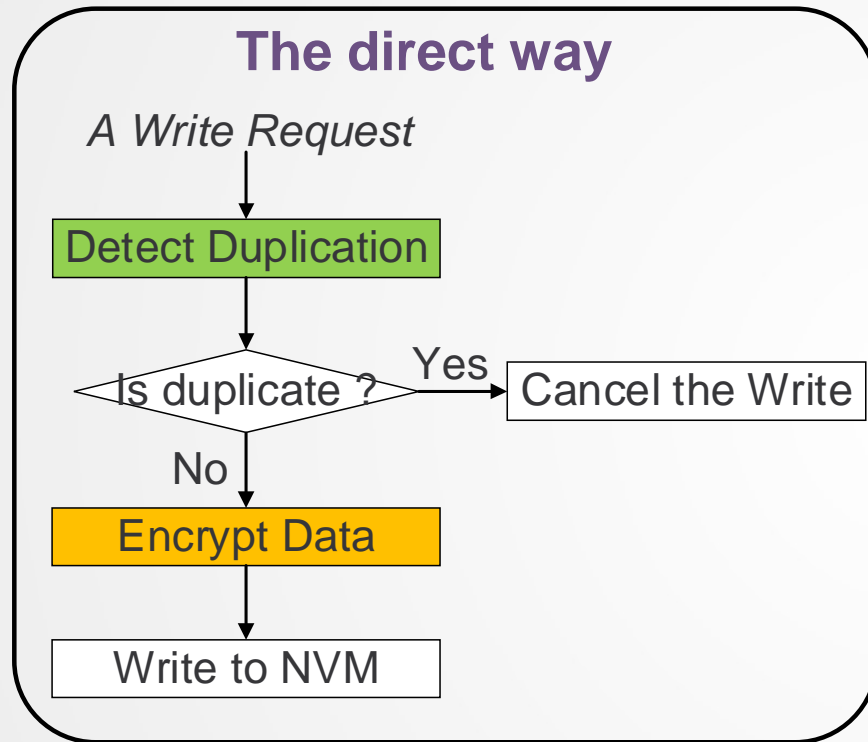 The direct way
A Write Request
Detect Duplication
Is duplicate ?
Yes
Cancel the Write
No
Encrypt Data
Write to NVM